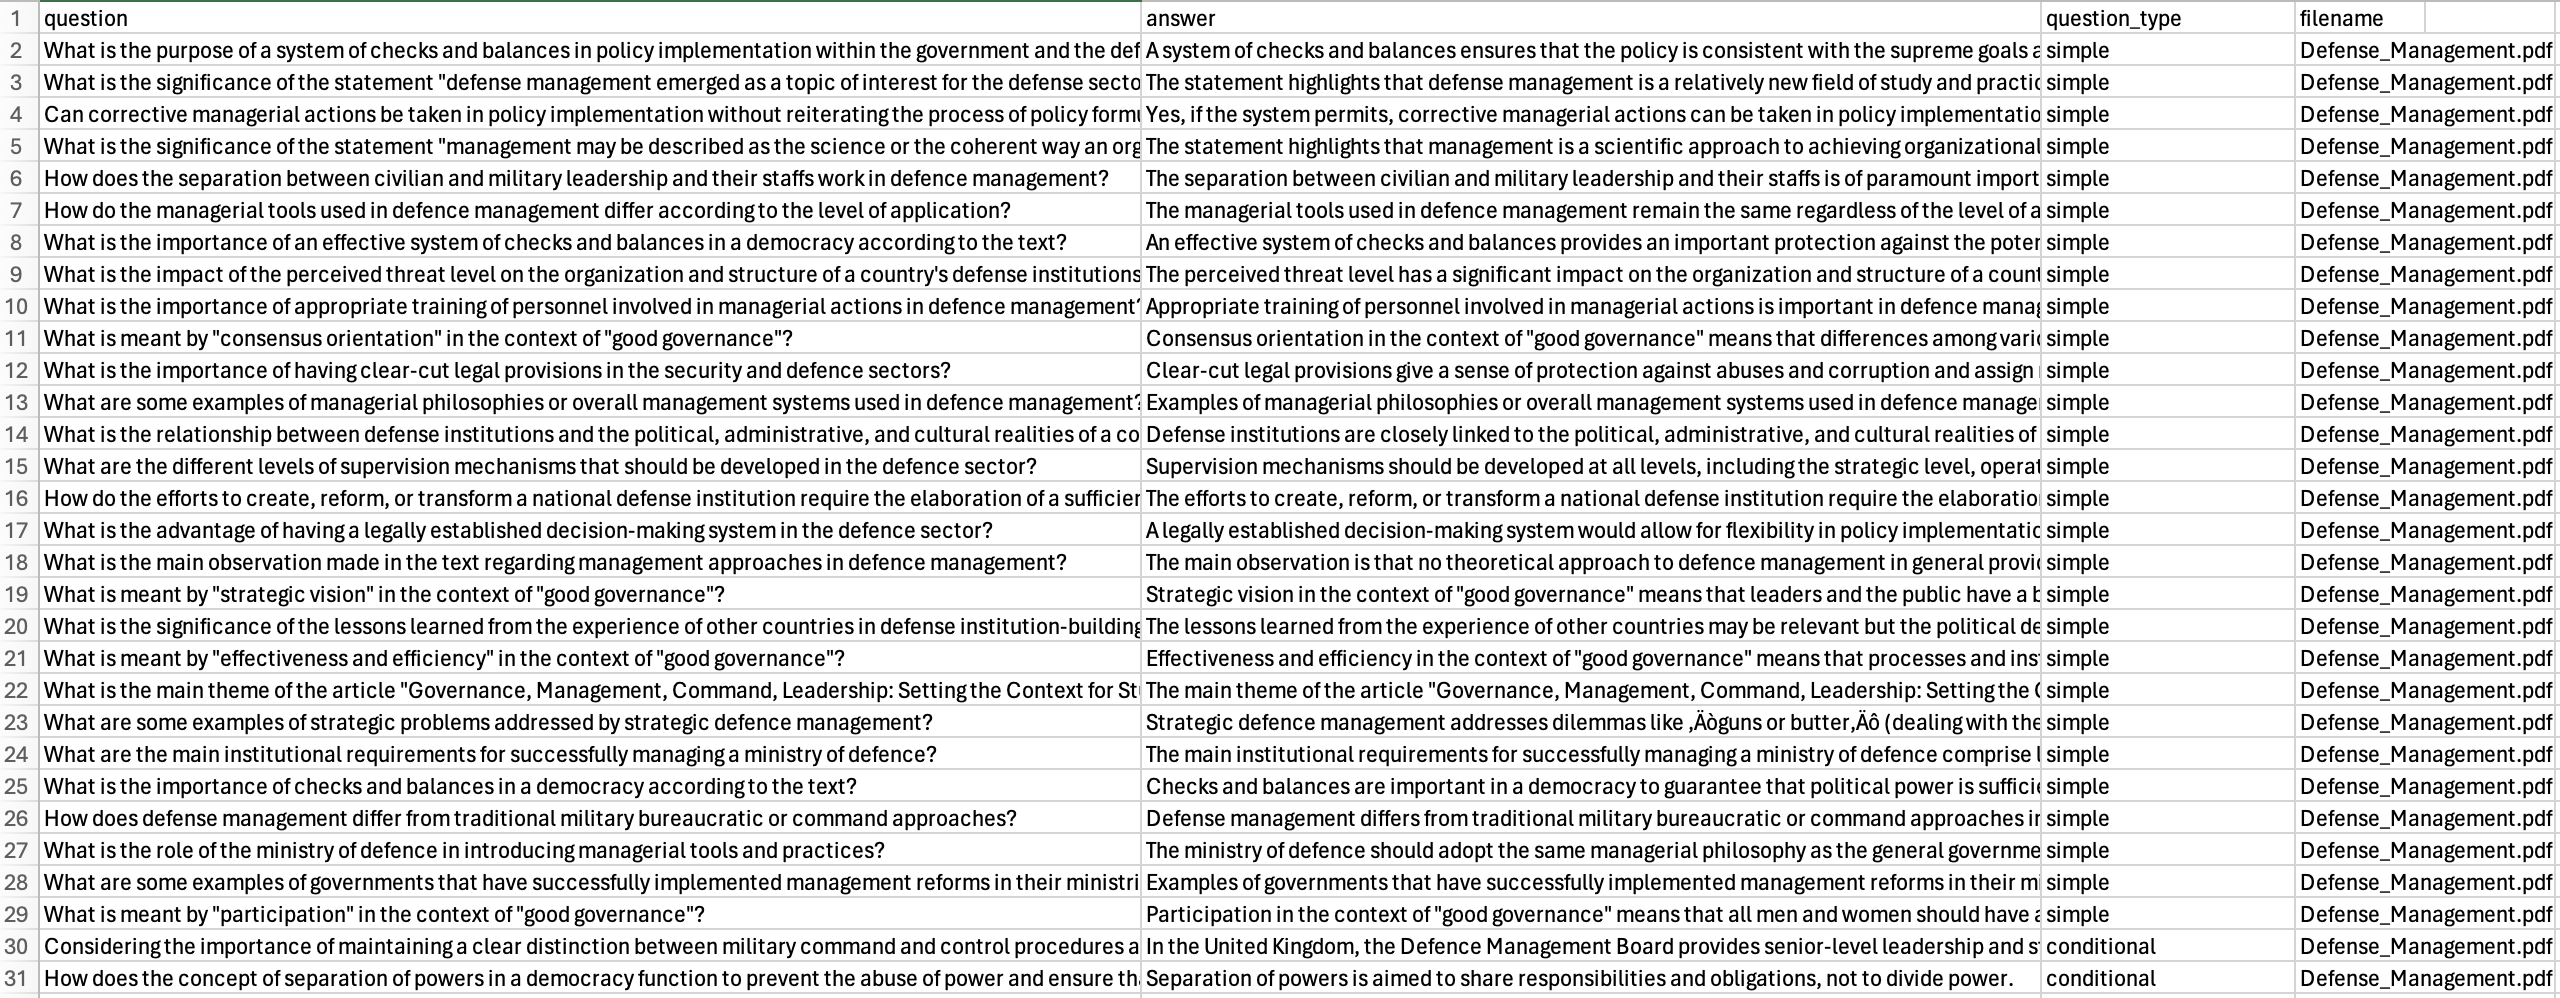 1 question answer question_type filename
2 What is the purpose of a system of checks and balances in policy implementation within the government and the def A system of checks and balances ensures that the policy is consistent with the supreme goals a simple Defense_Management.pdf
3 What is the significance of the statement "defense management emerged as a topic of interest for the defense secto The statement highlights that defense management is a relatively new field of study and practic simple Defense_Management.pdf
4 Can corrective managerial actions be taken in policy implementation without reiterating the process of policy formu Yes, if the system permits, corrective managerial actions can be taken in policy implementatio simple Defense_Management.pdf
5 What is the significance of the statement "management may be described as the science or the coherent way an org The statement highlights that management is a scientific approach to achieving organizational simple Defense_Management.pdf
6 How does the separation between civilian and military leadership and their staffs work in defence management? The separation between civilian and military leadership and their staffs is of paramount import simple Defense_Management.pdf
7 How do the managerial tools used in defence management differ according to the level of application? The managerial tools used in defence management remain the same regardless of the level of a simple Defense_Management.pdf
8 What is the importance of an effective system of checks and balances in a democracy according to the text? An effective system of checks and balances provides an important protection against the poter simple Defense_Management.pdf
9 What is the impact of the perceived threat level on the organization and structure of a country's defense institutions The perceived threat level has a significant impact on the organization and structure of a count simple Defense_Management.pdf
10 What is the importance of appropriate training of personnel involved in managerial actions in defence management? Appropriate training of personnel involved in managerial actions is important in defence manag simple Defense_Management.pdf
11 What is meant by "consensus orientation" in the context of "good governance"? Consensus orientation in the context of "good governance" means that differences among vario simple Defense_Management.pdf
12 What is the importance of having clear-cut legal provisions in the security and defence sectors? Clear-cut legal provisions give a sense of protection against abuses and corruption and assign simple Defense_Management.pdf
13 What are some examples of managerial philosophies or overall management systems used in defence management? Examples of managerial philosophies or overall management systems used in defence manage simple Defense_Management.pdf
14 What is the relationship between defense institutions and the political, administrative, and cultural realities of a co Defense institutions are closely linked to the political, administrative, and cultural realities of simple Defense_Management.pdf
15 What are the different levels of supervision mechanisms that should be developed in the defence sector? Supervision mechanisms should be developed at all levels, including the strategic level, operat simple Defense_Management.pdf
16 How do the efforts to create, reform, or transform a national defense institution require the elaboration of a sufficier The efforts to create, reform, or transform a national defense institution require the elaboratio simple Defense_Management.pdf
17 What is the advantage of having a legally established decision-making system in the defence sector? A legally established decision-making system would allow for flexibility in policy implementatic simple Defense_Management.pdf
18 What is the main observation made in the text regarding management approaches in defence management? The main observation is that no theoretical approach to defence management in general provic simple Defense_Management.pdf
19 What is meant by "strategic vision" in the context of "good governance"? Strategic vision in the context of "good governance" means that leaders and the public have a b simple Defense_Management.pdf
20 What is the significance of the lessons learned from the experience of other countries in defense institution-building The lessons learned from the experience of other countries may be relevant but the political de simple Defense_Management.pdf
21 What is meant by "effectiveness and efficiency" in the context of "good governance"? Effectiveness and efficiency in the context of "good governance" means that processes and inst simple Defense_Management.pdf
22 What is the main theme of the article "Governance, Management, Command, Leadership: Setting the Context for Stu The main theme of the article "Governance, Management, Command, Leadership: Setting the C simple Defense_Management.pdf
23 What are some examples of strategic problems addressed by strategic defence management? Strategic defence management addresses dilemmas like ‚Äòguns or butter‚Äô (dealing with the simple Defense_Management.pdf
24 What are the main institutional requirements for successfully managing a ministry of defence? The main institutional requirements for successfully managing a ministry of defence comprise l simple Defense_Management.pdf
25 What is the importance of checks and balances in a democracy according to the text? Checks and balances are important in a democracy to guarantee that political power is sufficie simple Defense_Management.pdf
26 How does defense management differ from traditional military bureaucratic or command approaches? Defense management differs from traditional military bureaucratic or command approaches ir simple Defense_Management.pdf
27 What is the role of the ministry of defence in introducing managerial tools and practices? The ministry of defence should adopt the same managerial philosophy as the general governme simple Defense_Management.pdf
28 What are some examples of governments that have successfully implemented management reforms in their ministri Examples of governments that have successfully implemented management reforms in their mi simple Defense_Management.pdf
29 What is meant by "participation" in the context of "good governance"? Participation in the context of "good governance" means that all men and women should have a simple Defense_Management.pdf
30 Considering the importance of maintaining a clear distinction between military command and control procedures a In the United Kingdom, the Defence Management Board provides senior-level leadership and st conditional Defense_Management.pdf
31 How does the concept of separation of powers in a democracy function to prevent the abuse of power and ensure tha Separation of powers is aimed to share responsibilities and obligations, not to divide power. conditional Defense_Management.pdf